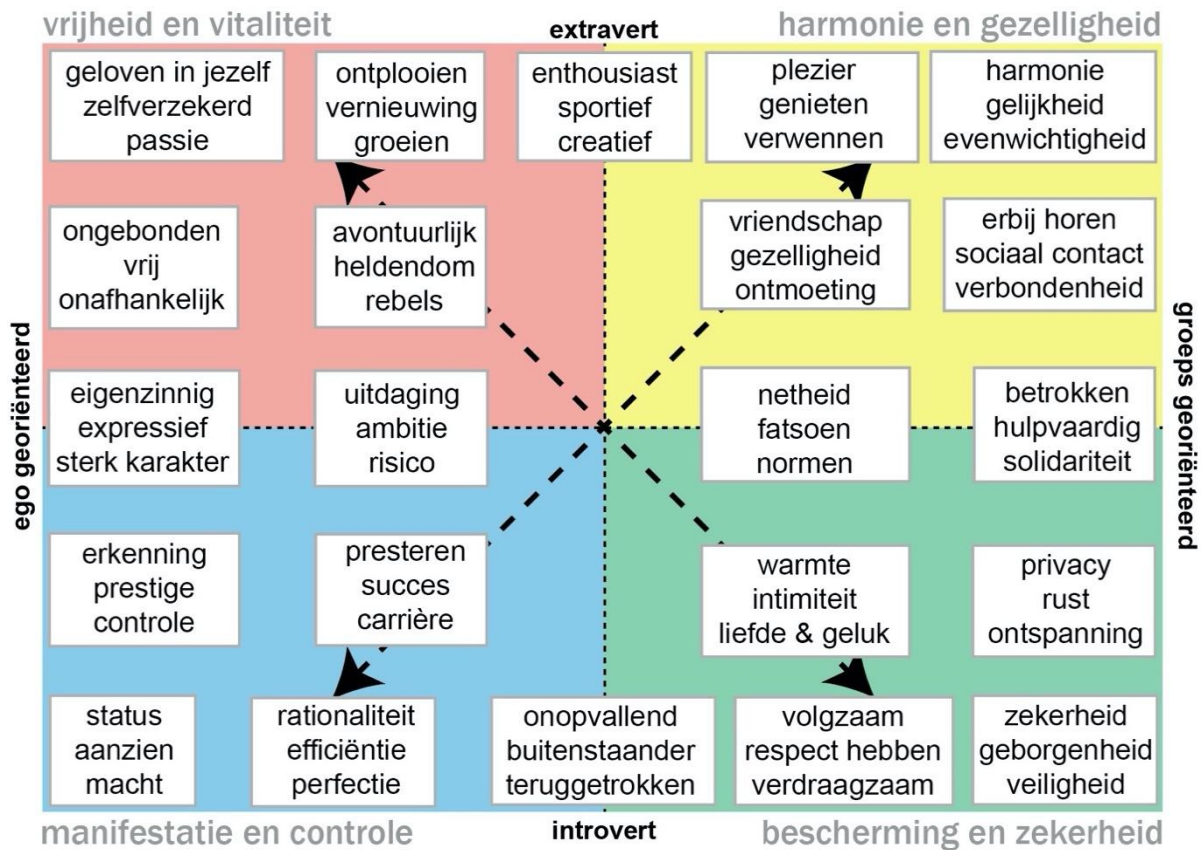 vrijheid en vitaliteit
extravert
harmonie en gezelligheid
geloven in jezelf
zelfverzekerd
passie
ontplooien
vernieuwing
groeien
enthousiast
sportief
creatief
plezier
genieten
verwennen
harmonie
gelijkheid
evenwichtigheid
ongebonden
vrij
onafhankelijk
avontuurlijk
heldendom
rebels
vriendschap
gezelligheid
ontmoeting
erbij horen
sociaal contact
verbondenheid
ego georiënteerd
groeps georiënteerd
eigenzinnig
expressief
sterk karakter
uitdaging
ambitie
risico
netheid
fatsoen
normen
betrokken
hulpvaardig
solidariteit
erkenning
prestige
controle
presteren
succes
carrière
warmte
intimiteit
liefde & geluk
privacy
rust
ontspanning
status
aanzien
macht
rationaliteit
efficiëntie
perfectie
onopvallend
buitenstaander
teruggetrokken
volgzaam
respect hebben
verdraagzaam
zekerheid
geborgenheid
veiligheid
manifestatie en controle
introvert
bescherming en zekerheid